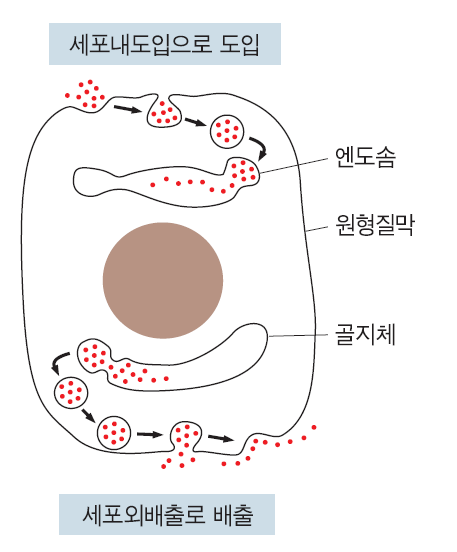 세포내도입으로 도입
엔도솜
원형질막
골지체
세포외배출로 배출